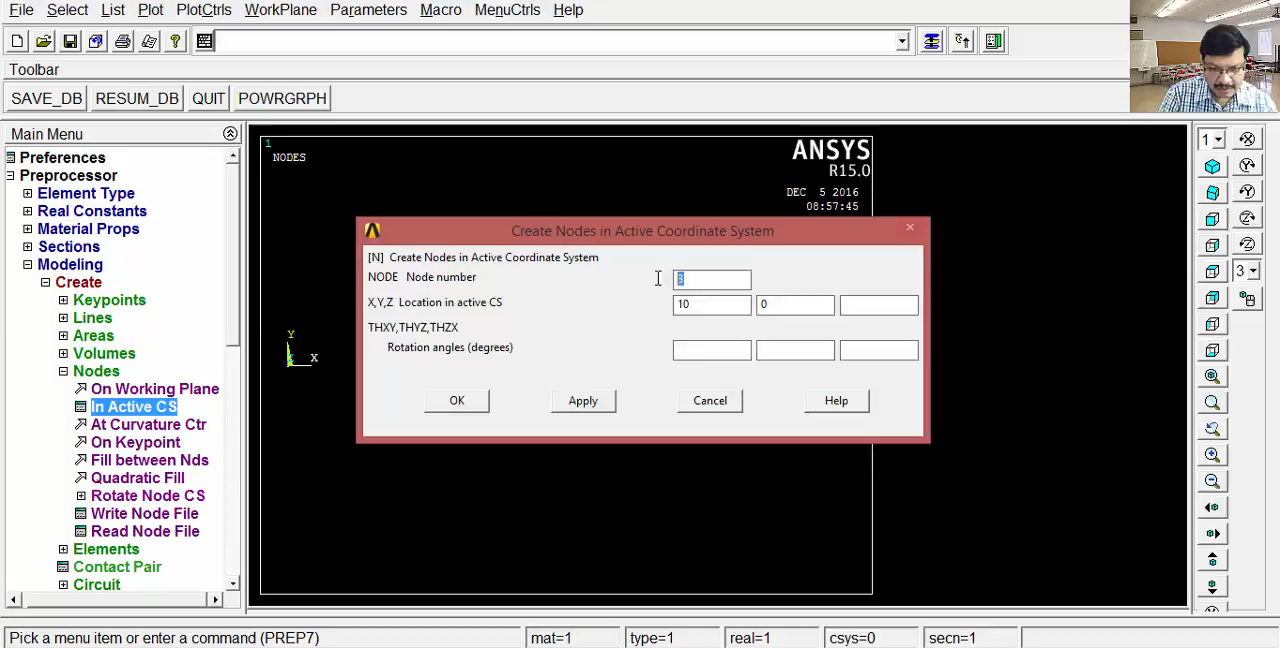 File Select List Plot PlotCtrls WorkPlane Parameters Macro MenuCtrls Help
Toolbar
SAVE_DB RESUM_DB QUIT POWRGRPH
Main Menu
Preferences
Preprocessor
Element Type
Real Constants
Material Props
Sections
Modeling
Create
Keypoints
Lines
Areas
Volumes
Nodes
On Working Plane
In Active CS
At Curvature Ctr
On Keypoint
Fill between Nds
Quadratic Fill
Rotate Node CS
Write Node File
Read Node File
Elements
Contact Pair
Circuit
1
NODES
ANSYS
R15.0
DEC 5 2016
08:57:45
Y
X
Create Nodes in Active Coordinate System
[N] Create Nodes in Active Coordinate System
NODE Node number 3
X,Y,Z Location in active CS 10 0
THXY,THYZ,THZX
Rotation angles (degrees)
OK Apply Cancel Help
1
3
Pick a menu item or enter a command (PREP7) mat=1 type=1 real=1 csys=0 secn=1